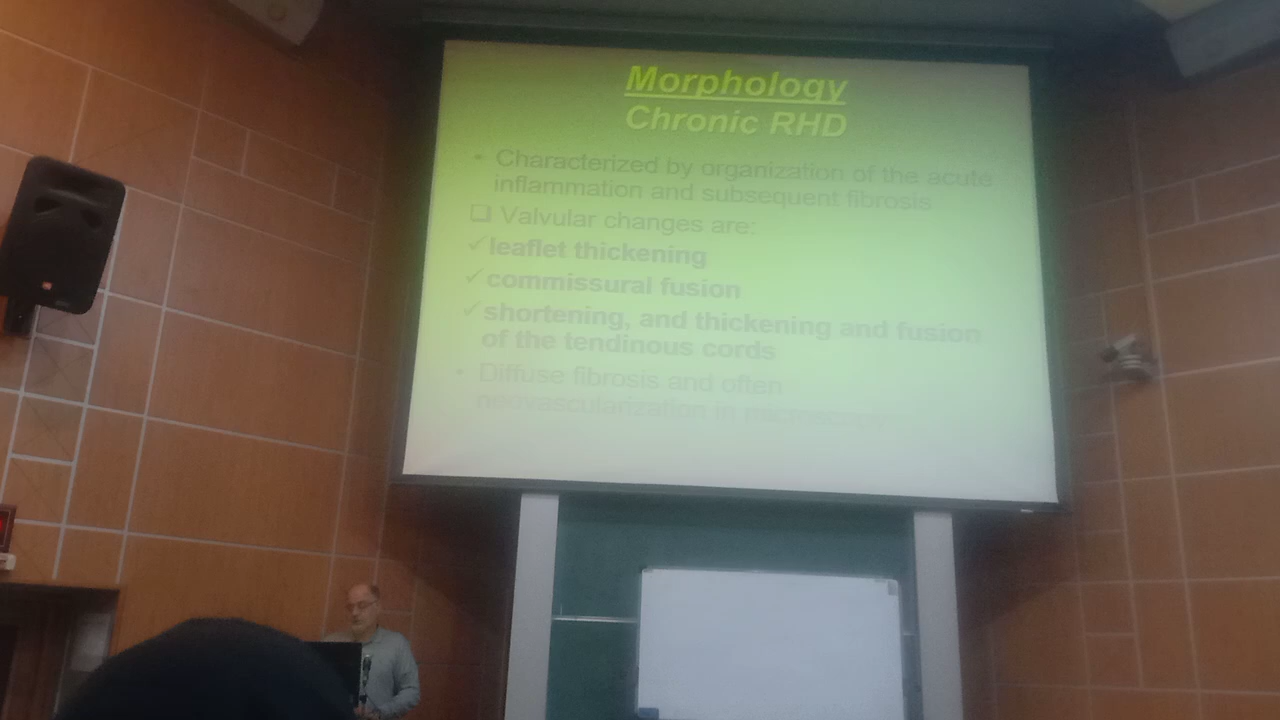 Morphology
Chronic RHD
• Characterized by organization of the acute
inflammation and subsequent fibrosis
❑ Valvular changes are:
✓ leaflet thickening
✓ commissural fusion
✓ shortening, and thickening and fusion
of the tendinous cords
• Diffuse fibrosis and often
neovascularization in microscopy